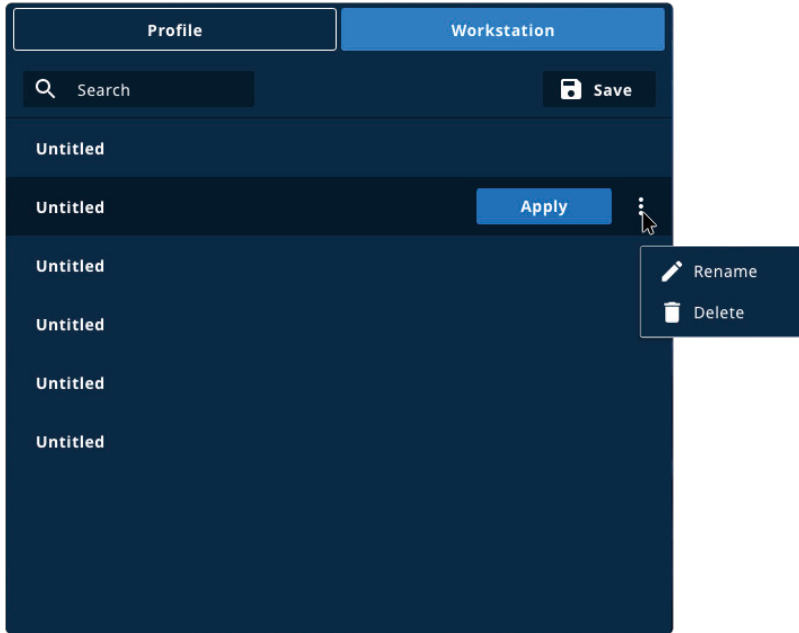 Profile Workstation
Search Save
Untitled
Untitled Apply
Untitled
Rename
Delete
Untitled
Untitled
Untitled